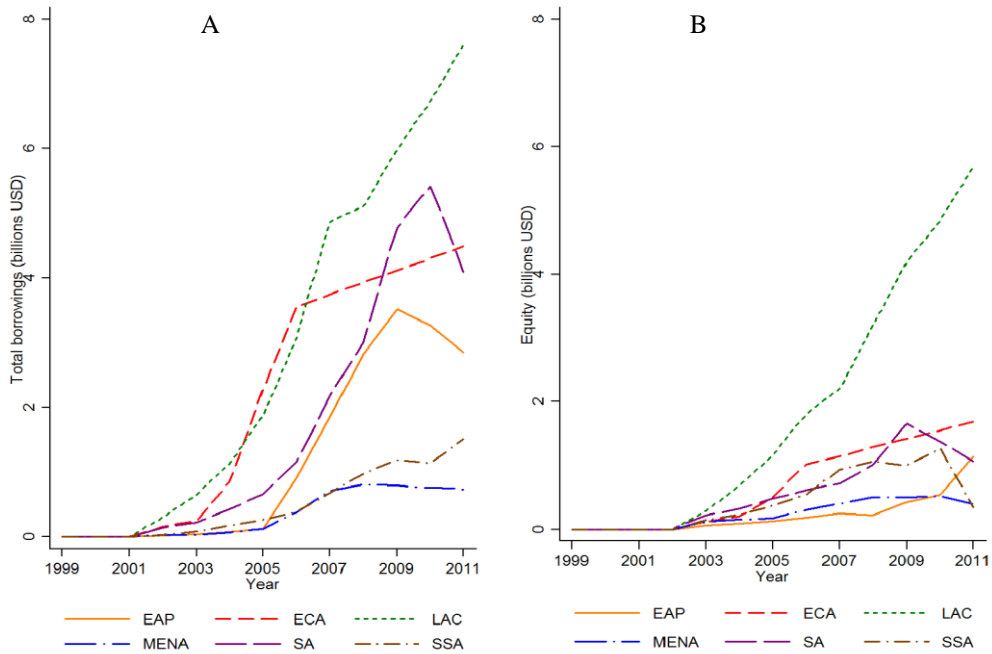 A
Total borrowings (billions USD)
8
6
4
2
0
1999 2001 2003 2005 2007 2009 2011
Year
EAP ECA LAC
MENA SA SSA
B
Equity (billions USD)
8
6
4
2
0
1999 2001 2003 2005 2007 2009 2011
Year
EAP ECA LAC
MENA SA SSA